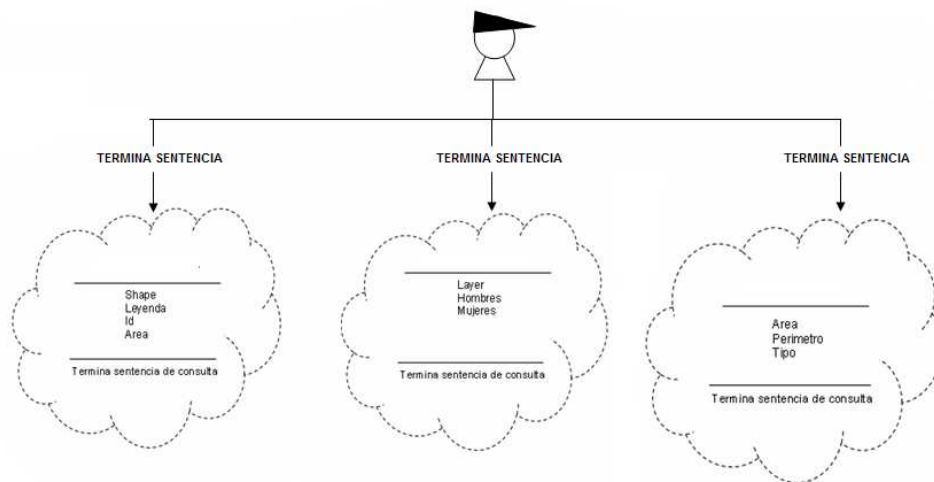 TERMINA SENTENCIA
TERMINA SENTENCIA
TERMINA SENTENCIA
Shape
Leyenda
Id
Area
Termina sentencia de consulta
Layer
Hombres
Mujeres
Termina sentencia de consulta
Area
Perimetro
Tipo
Termina sentencia de consulta